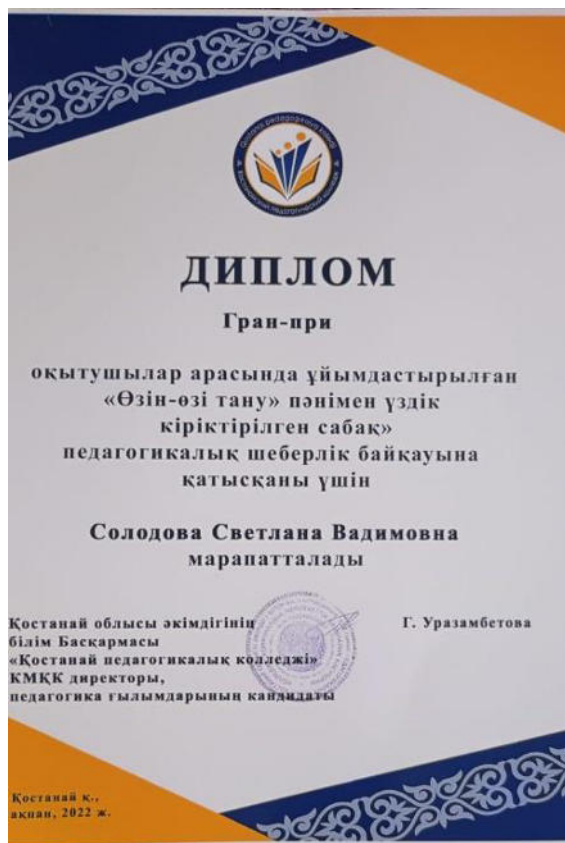 ДИПЛОМ
Гран-при
оқытушылар арасында ұйымдастырылған
«Өзін-өзі тану» пәнімен үздік
кіріктірілген сабақ»
педагогикалық шеберлік байқауына
қатысқаны үшін
Солодова Светлана Вадимовна
марапатталады
Қостанай облысы әкімдігінің
білім Басқармасы
«Қостанай педагогикалық колледжі»
КМҚК директоры,
педагогика ғылымдарының кандидаты
Г. Уразамбетова
Қостанай қ.,
ақпан, 2022 ж.